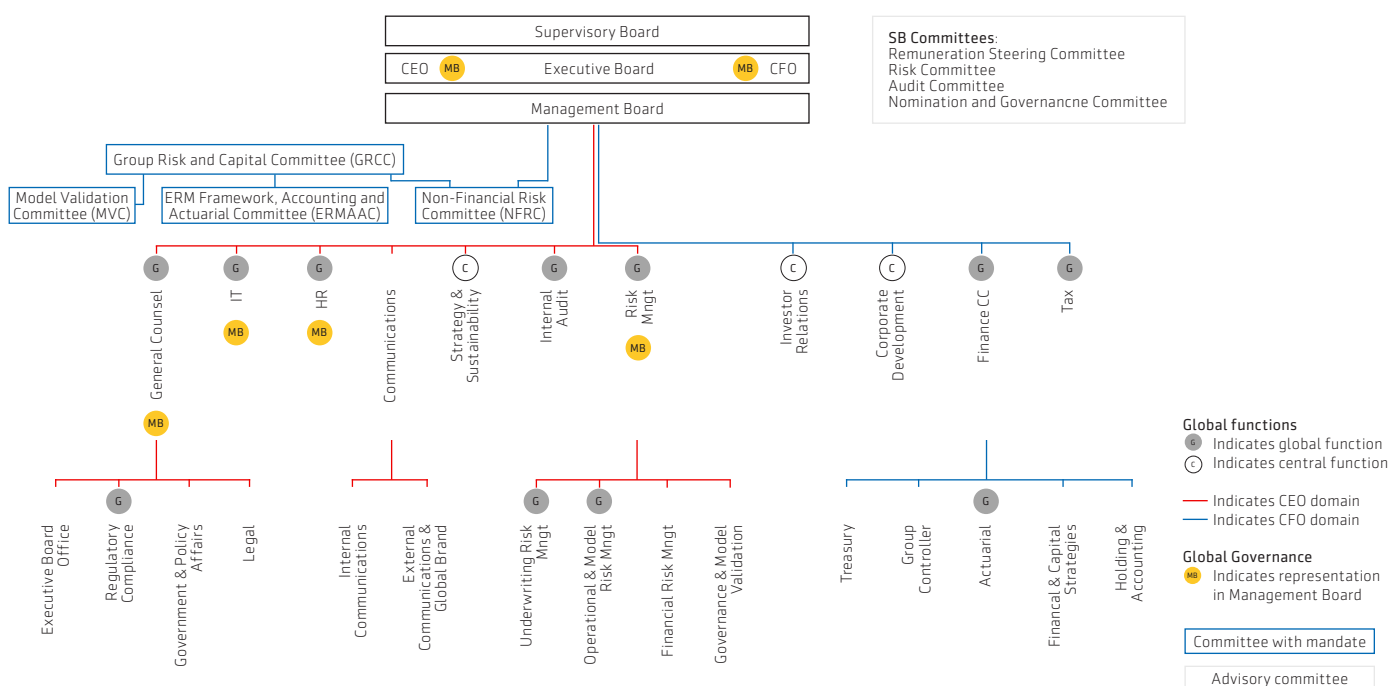 Supervisory Board
CEO MB Executive Board MB CFO
Management Board
SB Committees:
Remuneration Steering Committee
Risk Committee
Audit Committee
Nomination and Governancne Committee
Group Risk and Capital Committee (GRCC)
Model Validation
Committee (MVC)
ERM Framework, Accounting and
Actuarial Committee (ERMAAC)
Non-Financial Risk
Committee (NFRC)
G
General Counsel
MB
G
IT
MB
G
HR
MB
Communications
C
Strategy &
Sustainability
G
Internal
Audit
G
Risk
Mngt
MB
C
Investor
Relations
C
Corporate
Development
G
Finance CC
G
Tax
Executive Board
Office
G
Regulatory
Compliance
Government & Policy
Affairs
Legal
Internal
Communications
External
Communications &
Global Brand
G
Underwriting Risk
Mngt
G
Operational & Model
Risk Mngt
Financial Risk Mngt
Governance & Model
Validation
Treasury
Group
Controller
G
Actuarial
Financal & Capital
Strategies
Holding &
Accounting
Global functions
G Indicates global function
C Indicates central function
Indicates CEO domain
Indicates CFO domain
Global Governance
MB Indicates representation
in Management Board
Committee with mandate
Advisory committee